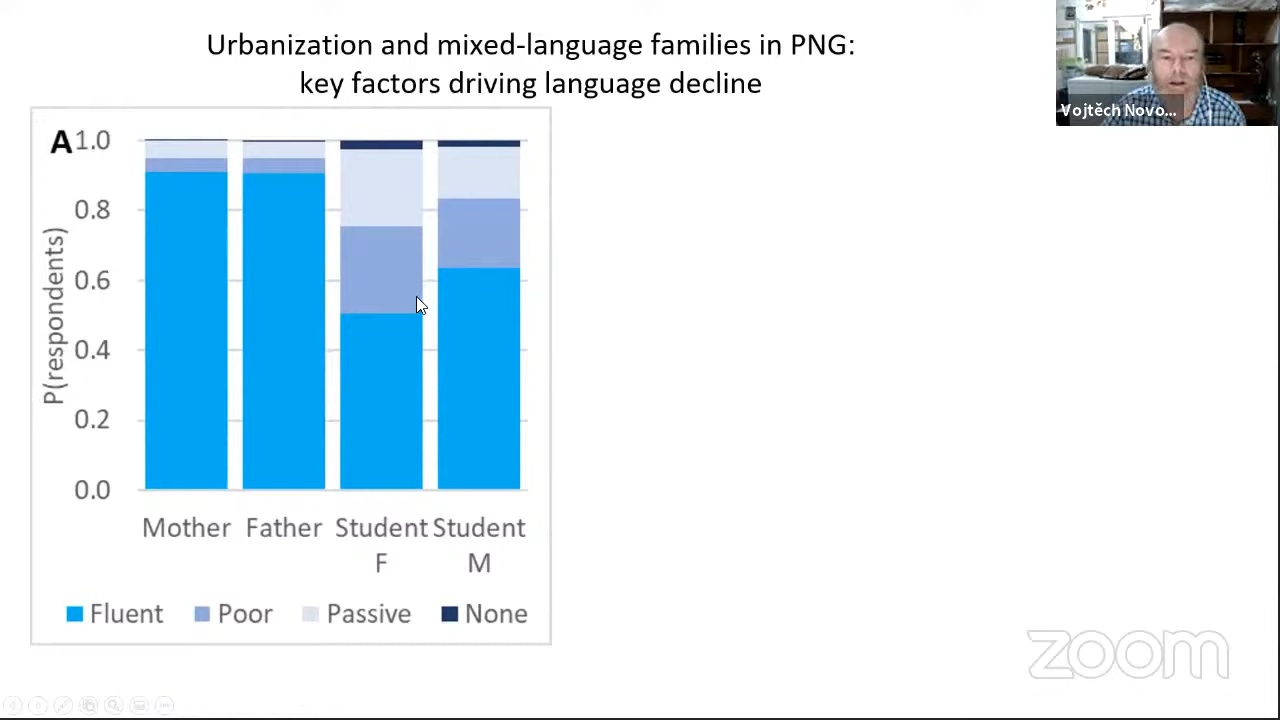 Urbanization and mixed-language families in PNG:
key factors driving language decline
Vojtěch Novo...
A
1.0
0.8
0.6
0.4
0.2
0.0
P(respondents)
Mother Father Student Student
F M
Fluent Poor Passive None
zoom